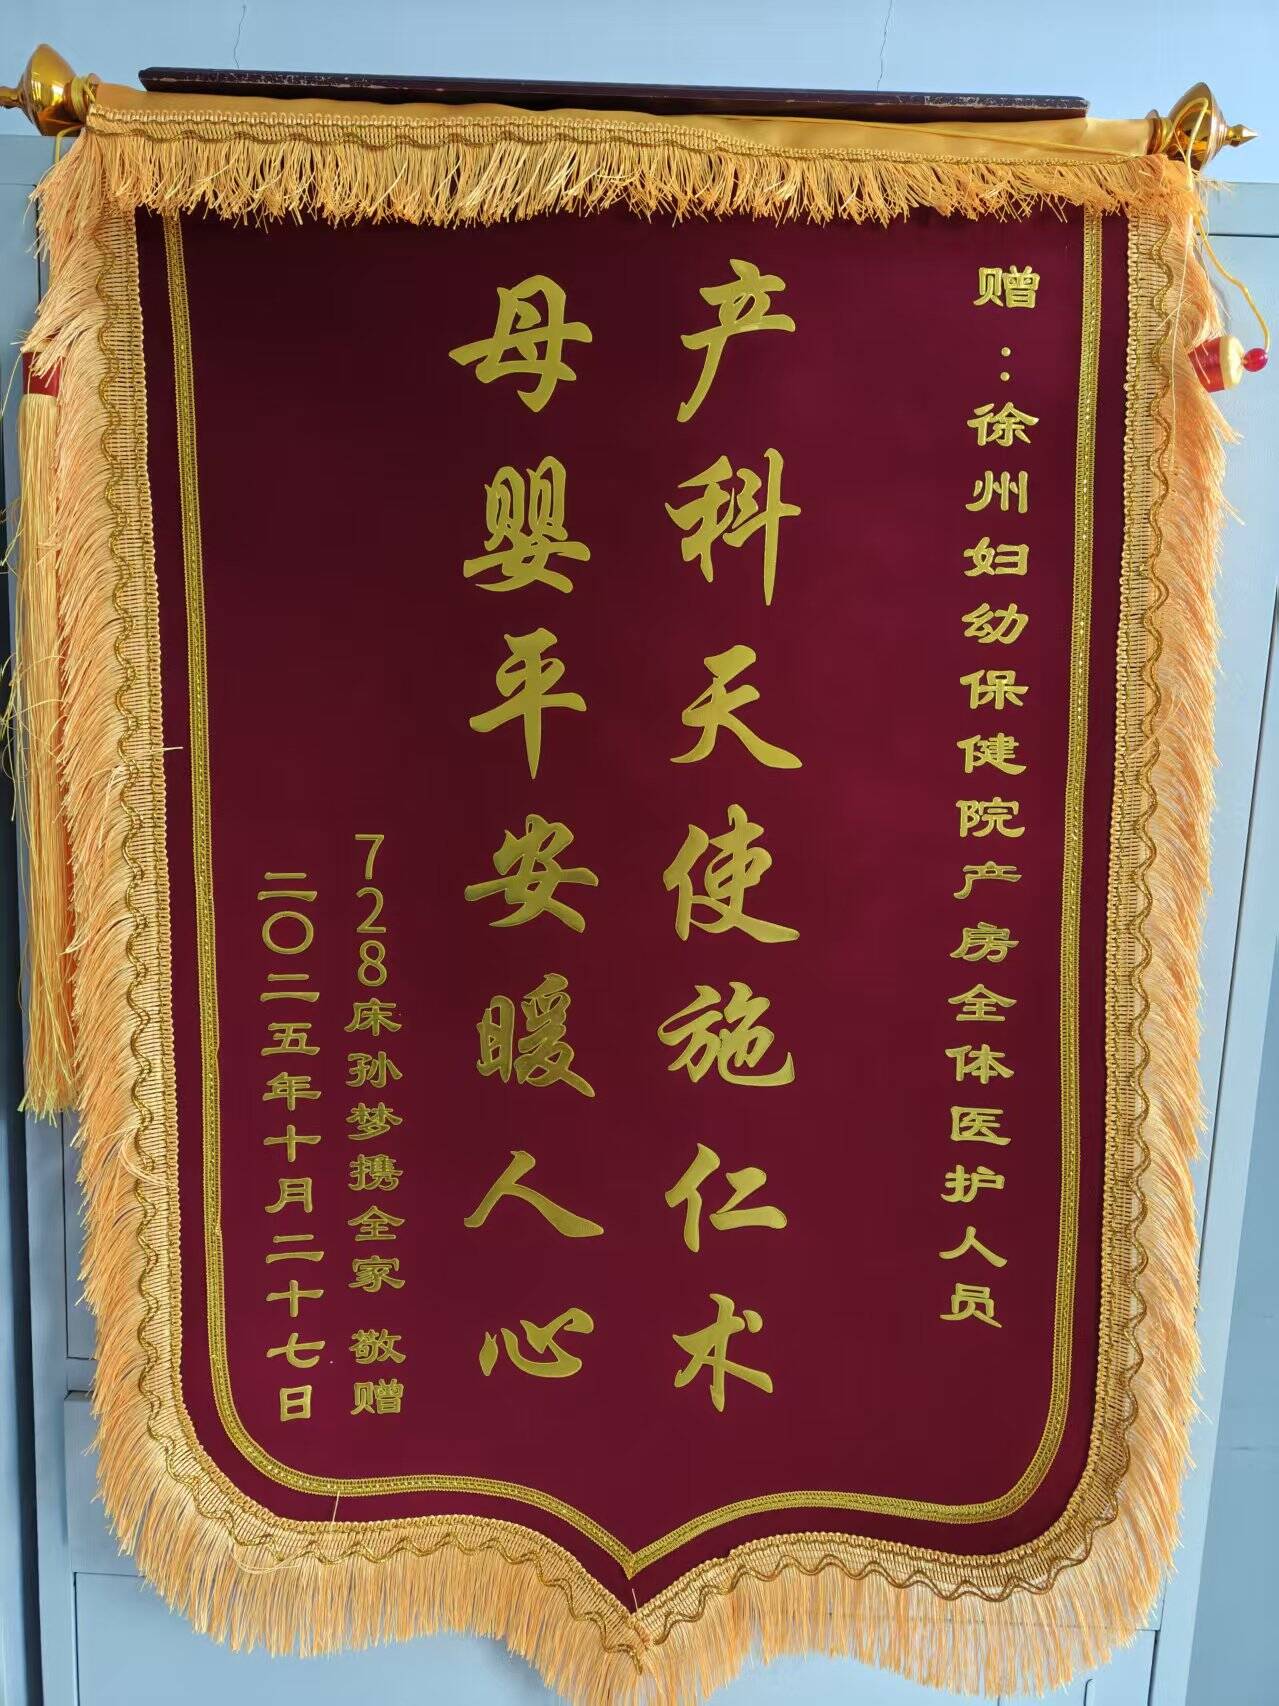 赠：徐州妇幼保健院产房全体医护人员
产科天使施仁术
母婴平安暖人心
728床孙梦携全家 敬赠
二〇二五年十月二十七日